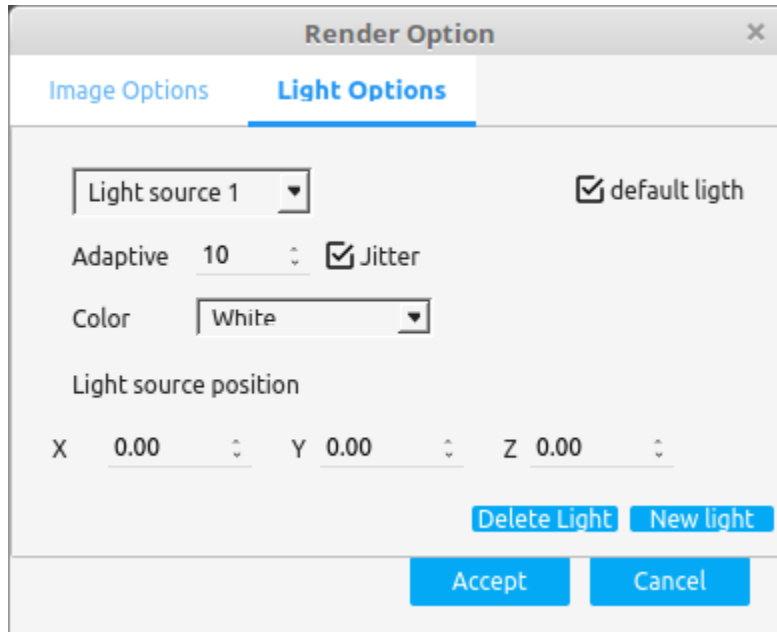 Render Option
Image Options Light Options
Light source 1 default ligth
Adaptive 10 Jitter
Color White
Light source position
X 0.00 Y 0.00 Z 0.00
Delete Light New light
Accept Cancel